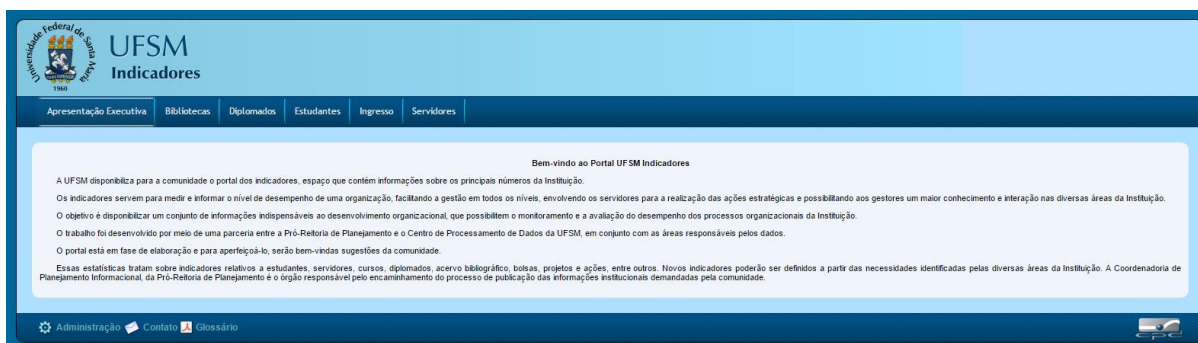 Universidade Federal de Santa Maria
1960
UFSM
Indicadores
Apresentação Executiva Bibliotecas Diplomados Estudantes Ingresso Servidores
Bem-vindo ao Portal UFSM Indicadores
A UFSM disponibiliza para a comunidade o portal dos indicadores, espaço que contém informações sobre os principais números da Instituição.
Os indicadores servem para medir e informar o nível de desempenho de uma organização, facilitando a gestão em todos os níveis, envolvendo os servidores para a realização das ações estratégicas e possibilitando aos gestores um maior conhecimento e interação nas diversas áreas da Instituição.
O objetivo é disponibilizar um conjunto de informações indispensáveis ao desenvolvimento organizacional, que possibilitem o monitoramento e a avaliação do desempenho dos processos organizacionais da Instituição.
O trabalho foi desenvolvido por meio de uma parceria entre a Pró-Reitoria de Planejamento e o Centro de Processamento de Dados da UFSM, em conjunto com as áreas responsáveis pelos dados.
O portal está em fase de elaboração e para aperfeiçoá-lo, serão bem-vindas sugestões da comunidade.
Essas estatísticas tratam sobre indicadores relativos a estudantes, servidores, cursos, diplomados, acervo bibliográfico, bolsas, projetos e ações, entre outros. Novos indicadores poderão ser definidos a partir das necessidades identificadas pelas diversas áreas da Instituição. A Coordenadoria de
Planejamento Informacional, da Pró-Reitoria de Planejamento é o órgão responsável pelo encaminhamento do processo de publicação das informações institucionais demandadas pela comunidade.
Administração Contato Glossário
cpd